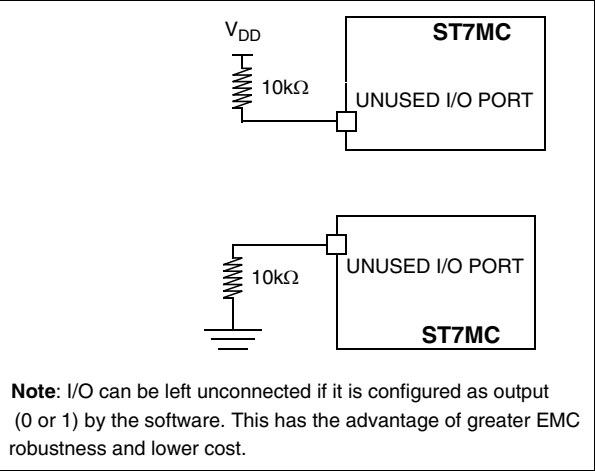 VDD
ST7MC
10kΩ
UNUSED I/O PORT
10kΩ
UNUSED I/O PORT
ST7MC
Note: I/O can be left unconnected if it is configured as output
(0 or 1) by the software. This has the advantage of greater EMC
robustness and lower cost.